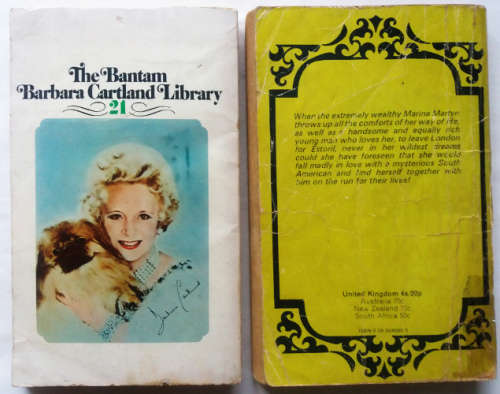 The Bantam
Barbara Cartland Library
21
Barbara Cartland
When the extremely wealthy Marina Martyn
throws up all the comforts of her way of life,
as well as a handsome and equally rich
young man who loves her, to leave London
for Estoril, never in her wildest dreams
could she have foreseen that she would
fall madly in love with a mysterious South
American and find herself together with
him on the run for their lives!
United Kingdom 4s/20p
Australia 70c
New Zealand 70c
South Africa 50c